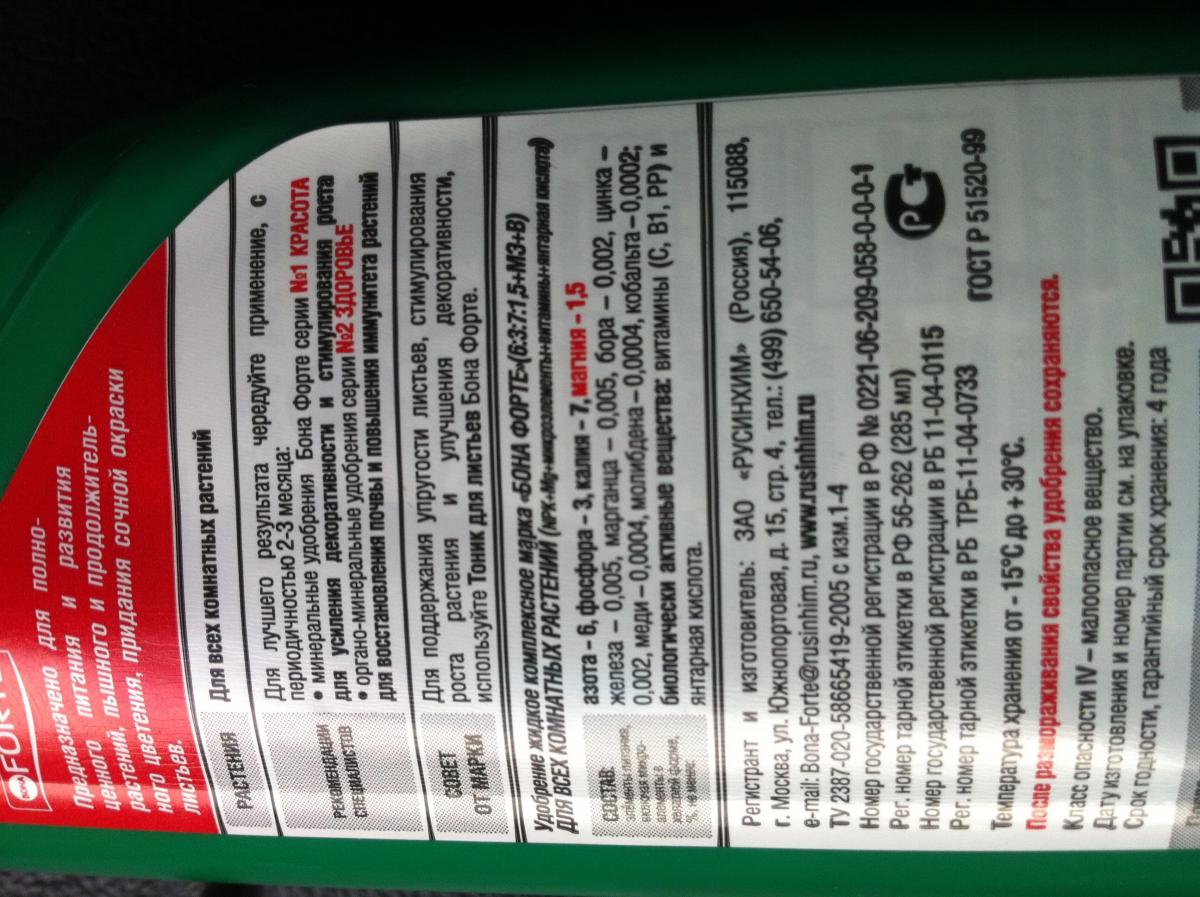 FORTE
Предназначено для полно-
ценного питания и развития
растений, пышного и продолжитель-
ного цветения, придания сочной окраски
листьев.
РАСТЕНИЯ
Для всех комнатных растений
РЕКОМЕНДАЦИИ
СПЕЦИАЛИСТОВ
Для лучшего результата чередуйте применение, с
периодичностью 2-3 месяца:
• минеральные удобрения Бона Форте серии №1 КРАСОТА
для усиления декоративности и стимулирования роста
• органо-минеральные удобрения серии №2 ЗДОРОВЬЕ
для восстановления почвы и повышения иммунитета растений
СОВЕТ
ОТ МАРКИ
Для поддержания упругости листьев, стимулирования
роста растения и улучшения декоративности,
используйте Тоник для листьев Бона Форте.
Удобрение жидкое комплексное марка «БОНА ФОРТЕ»(6:3:7:1,5+МЭ+В)
ДЛЯ ВСЕХ КОМНАТНЫХ РАСТЕНИЙ (NPK+Mg+микроэлементы+витамины+янтарная кислота)
СОСТАВ:
элементы питания,
включая микро-
элементы в
хелатной форме,
%, не менее:
азота - 6, фосфора - 3, калия - 7, магния - 1,5
железа – 0,005, марганца – 0,005, бора – 0,002, цинка –
0,002, меди – 0,0004, молибдена – 0,0004, кобальта – 0,0002;
биологически активные вещества: витамины (С, В1, РР) и
янтарная кислота.
Регистрант и изготовитель: ЗАО «РУСИНХИМ» (Россия), 115088,
г. Москва, ул. Южнопортовая, д. 15, стр. 4, тел.: (499) 650-54-06,
e-mail: Bona-Forte@rusinhim.ru, www.rusinhim.ru
ТУ 2387-020-58665419-2005 с изм.1-4
Номер государственной регистрации в РФ № 0221-06-209-058-0-0-0-1
Рег. номер тарной этикетки в РФ 56-262 (285 мл)
Номер государственной регистрации в РБ 11-04-0115
Рег. номер тарной этикетки в РБ ТРБ-11-04-0733
ГОСТ Р 51520-99
Температура хранения от - 15°С до + 30°С.
После размораживания свойства удобрения сохраняются.
Класс опасности IV – малоопасное вещество.
Дату изготовления и номер партии см. на упаковке.
Срок годности, гарантийный срок хранения: 4 года